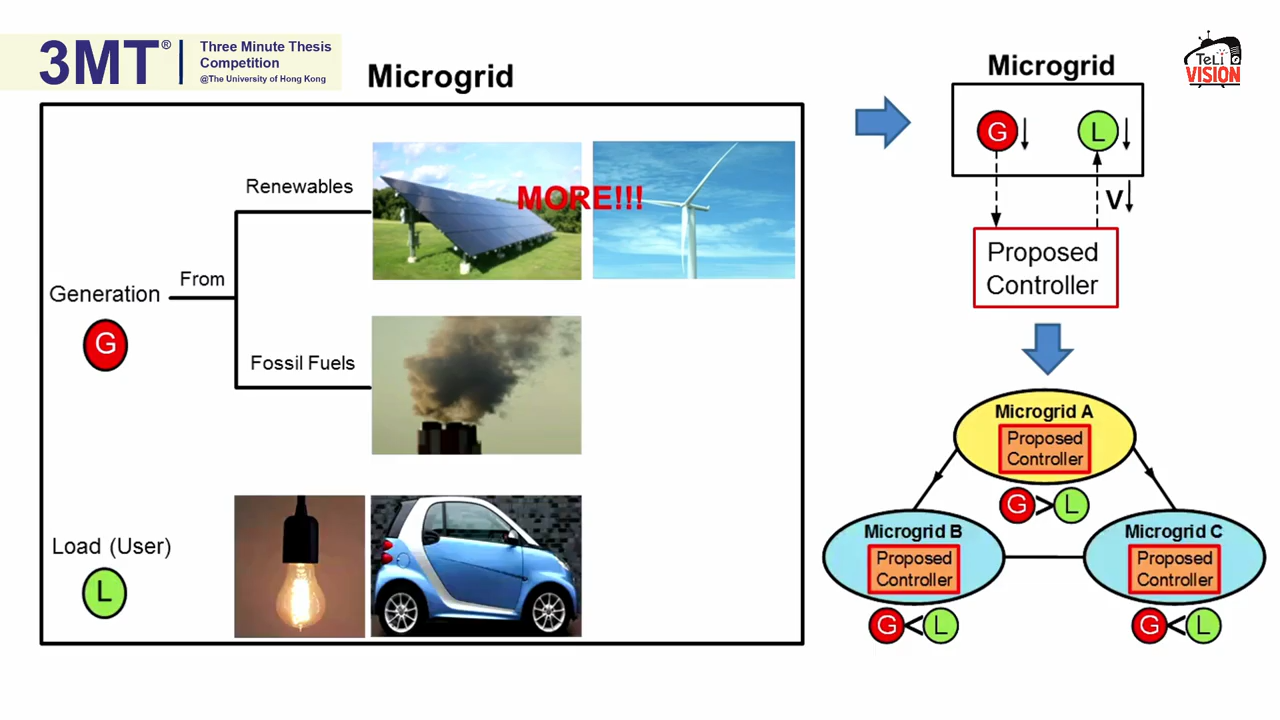 3MT®
Three Minute Thesis
Competition
@The University of Hong Kong
Microgrid
Generation
G
From
Renewables
MORE!!!
Fossil Fuels
Load (User)
L
Microgrid
G
L
V
Proposed
Controller
Microgrid A
Proposed
Controller
G>L
Microgrid B
Proposed
Controller
G<L
Microgrid C
Proposed
Controller
G<L
TeLi
VISION